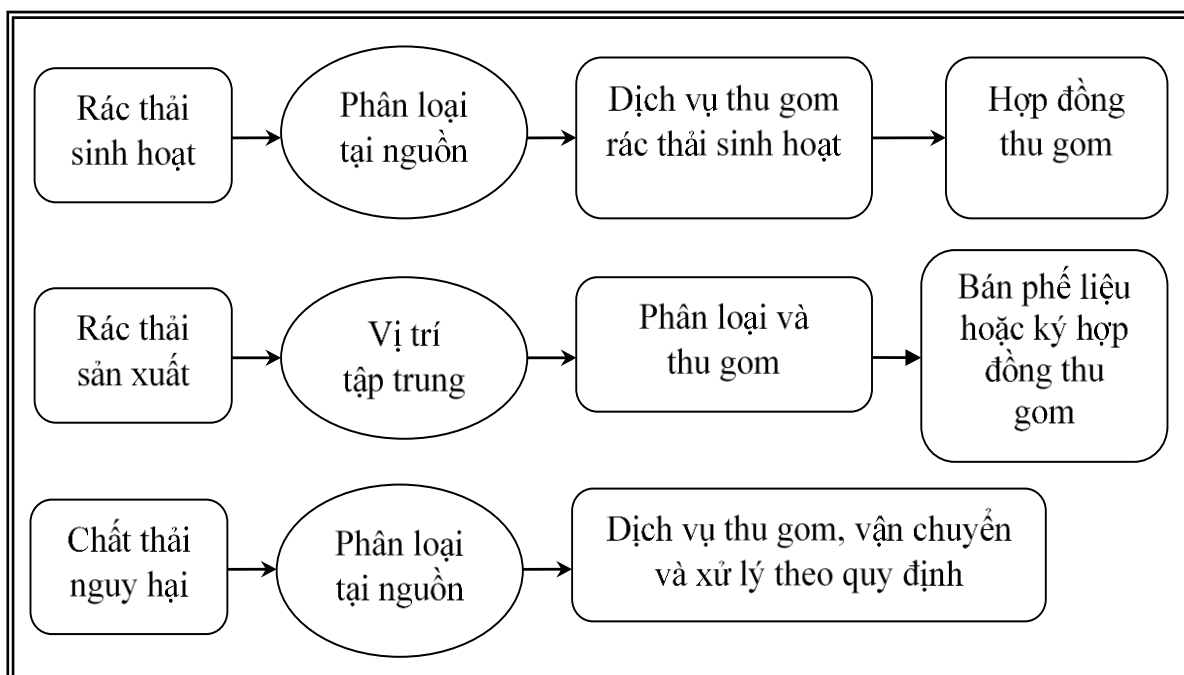 Rác thải
sinh hoạt
Phân loại
tại nguồn
Dịch vụ thu gom
rác thải sinh hoạt
Hợp đồng
thu gom
Rác thải
sản xuất
Vị trí
tập trung
Phân loại và
thu gom
Bán phế liệu
hoặc ký hợp
đồng thu
gom
Chất thải
nguy hại
Phân loại
tại nguồn
Dịch vụ thu gom, vận chuyển
và xử lý theo quy định